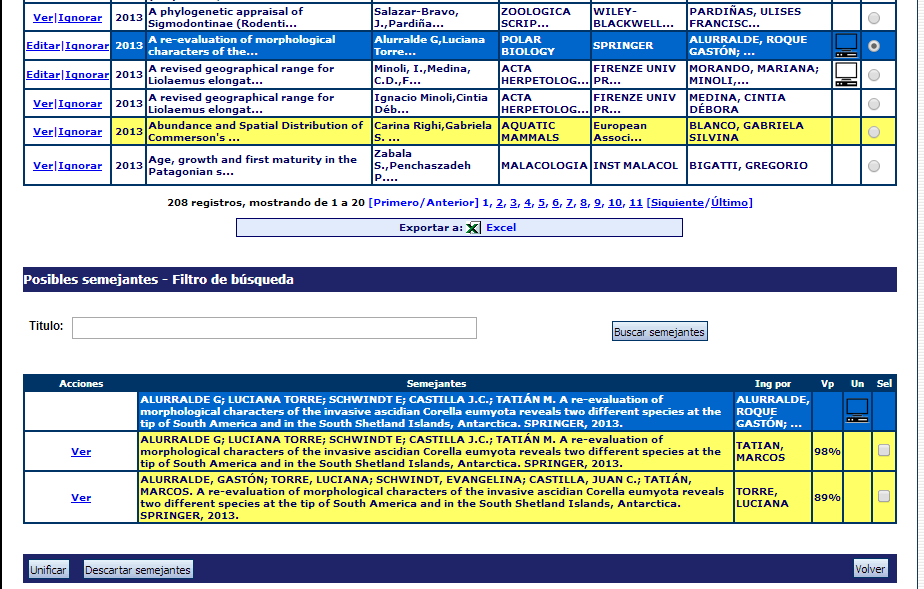 Ver|Ignorar 2013 A phylogenetic appraisal of Sigmodontinae (Rodenti... Salazar-Bravo, J.,Pardiña... ZOOLOGICA SCRIP... WILEY-BLACKWELL... PARDIÑAS, ULISES FRANCISC...
Editar|Ignorar 2013 A re-evaluation of morphological characters of the... Alurralde G,Luciana Torre... POLAR BIOLOGY SPRINGER ALURRALDE, ROQUE GASTÓN; ...
Editar|Ignorar 2013 A revised geographical range for Liolaemus elongat... Minoli, I.,Medina, C.D.,F... ACTA HERPETOLOG... FIRENZE UNIV PR... MORANDO, MARIANA; MINOLI,...
Ver|Ignorar 2013 A revised geographical range for Liolaemus elongat... Ignacio Minoli,Cintia Déb... ACTA HERPETOLOG... FIRENZE UNIV PR... MEDINA, CINTIA DÉBORA
Ver|Ignorar 2013 Abundance and Spatial Distribution of Commerson's ... Carina Righi,Gabriela S. ... AQUATIC MAMMALS European Associ... BLANCO, GABRIELA SILVINA
Ver|Ignorar 2013 Age, growth and first maturity in the Patagonian s... Zabala S.,Penchaszadeh P.... MALACOLOGIA INST MALACOL BIGATTI, GREGORIO
208 registros, mostrando de 1 a 20 [Primero/Anterior] 1, 2, 3, 4, 5, 6, 7, 8, 9, 10, 11 [Siguiente/Último]
Exportar a: Excel
Posibles semejantes - Filtro de búsqueda
Título:
Buscar semejantes
Acciones Semejantes Ing por Vp Un Sel
ALURRALDE G; LUCIANA TORRE; SCHWINDT E; CASTILLA J.C.; TATIÁN M. A re-evaluation of
morphological characters of the invasive ascidian Corella eumyota reveals two different species at the
tip of South America and in the South Shetland Islands, Antarctica. SPRINGER, 2013.
ALURRALDE, ROQUE GASTÓN; ...
Ver
ALURRALDE G; LUCIANA TORRE; SCHWINDT E; CASTILLA J.C.; TATIÁN M. A re-evaluation of
morphological characters of the invasive ascidian Corella eumyota reveals two different species at the
tip of South America and in the South Shetland Islands, Antarctica. SPRINGER, 2013.
TATIAN, MARCOS 98%
Ver
ALURRALDE, GASTÓN; TORRE, LUCIANA; SCHWINDT, EVANGELINA; CASTILLA, JUAN C.; TATIÁN,
MARCOS. A re-evaluation of morphological characters of the invasive ascidian Corella eumyota reveals
two different species at the tip of South America and in the South Shetland Islands, Antarctica.
SPRINGER, 2013.
TORRE, LUCIANA 89%
Unificar Descartar semejantes Volver